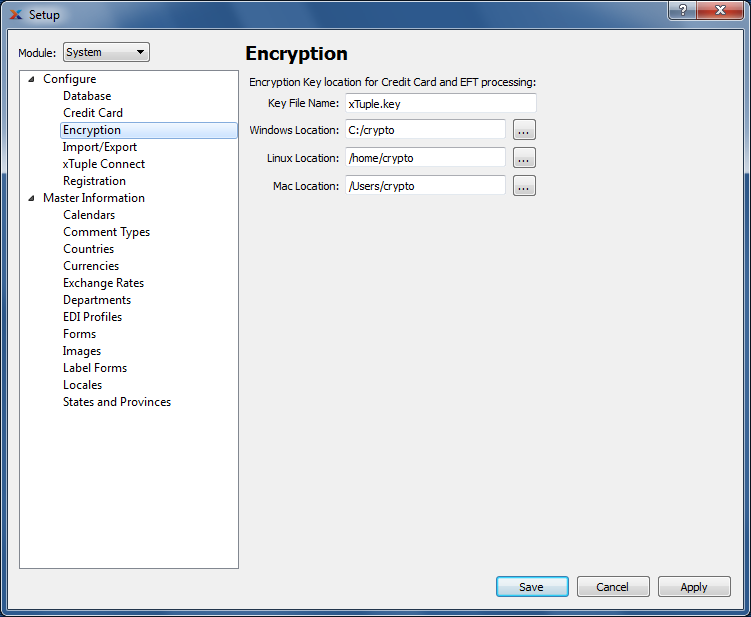 Setup
?
Module: System
Encryption
Configure
Database
Credit Card
Encryption
Import/Export
xTuple Connect
Registration
Master Information
Calendars
Comment Types
Countries
Currencies
Exchange Rates
Departments
EDI Profiles
Forms
Images
Label Forms
Locales
States and Provinces
Encryption Key location for Credit Card and EFT processing:
Key File Name: xTuple.key
Windows Location: C:/crypto ...
Linux Location: /home/crypto ...
Mac Location: /Users/crypto ...
Save Cancel Apply